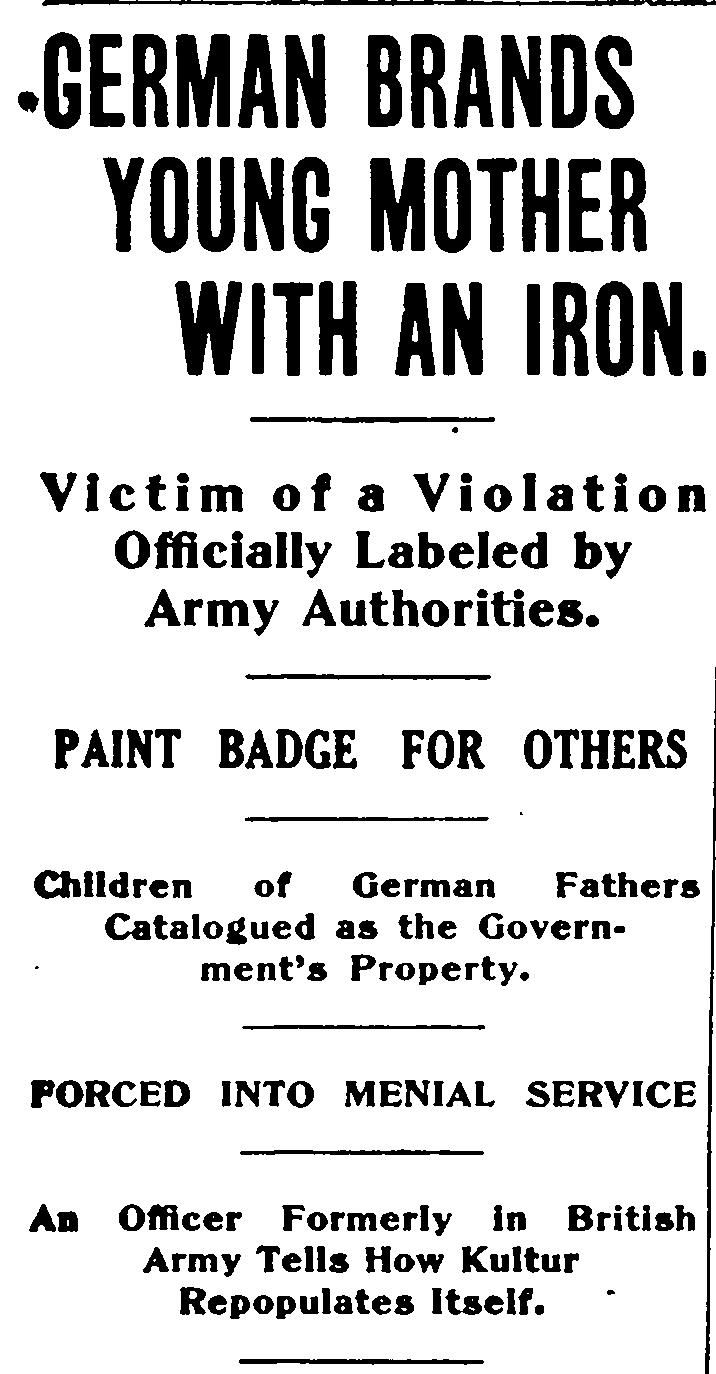 GERMAN BRANDS
YOUNG MOTHER
WITH AN IRON.
Victim of a Violation
Officially Labeled by
Army Authorities.
PAINT BADGE FOR OTHERS
Children of German Fathers
Catalogued as the Govern-
ment's Property.
FORCED INTO MENIAL SERVICE
An Officer Formerly in British
Army Tells How Kultur
Repopulates Itself.